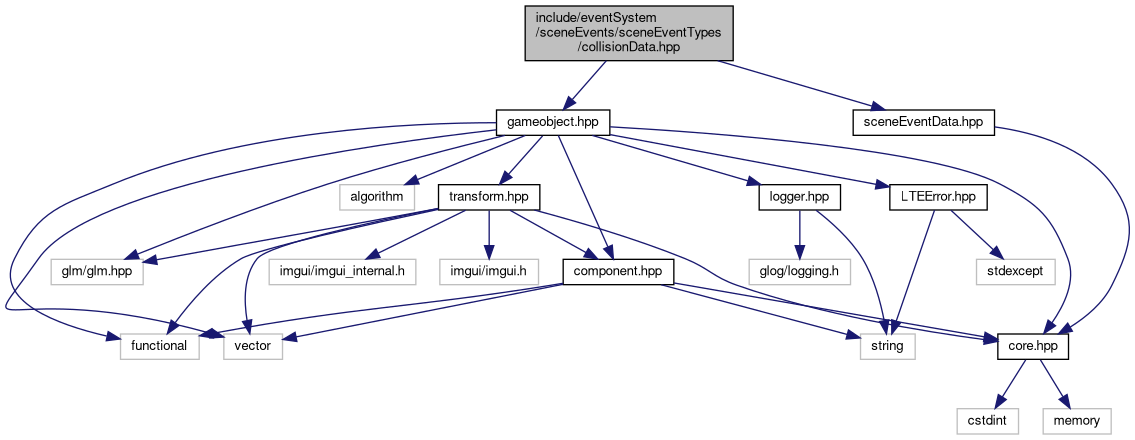 include/eventSystem
/sceneEvents/sceneEventTypes
/collisionData.hpp
gameobject.hpp
sceneEventData.hpp
algorithm
transform.hpp
logger.hpp
LTEError.hpp
glm/glm.hpp
imgui/imgui_internal.h
imgui/imgui.h
component.hpp
glog/logging.h
stdexcept
functional
vector
string
core.hpp
cstdint
memory